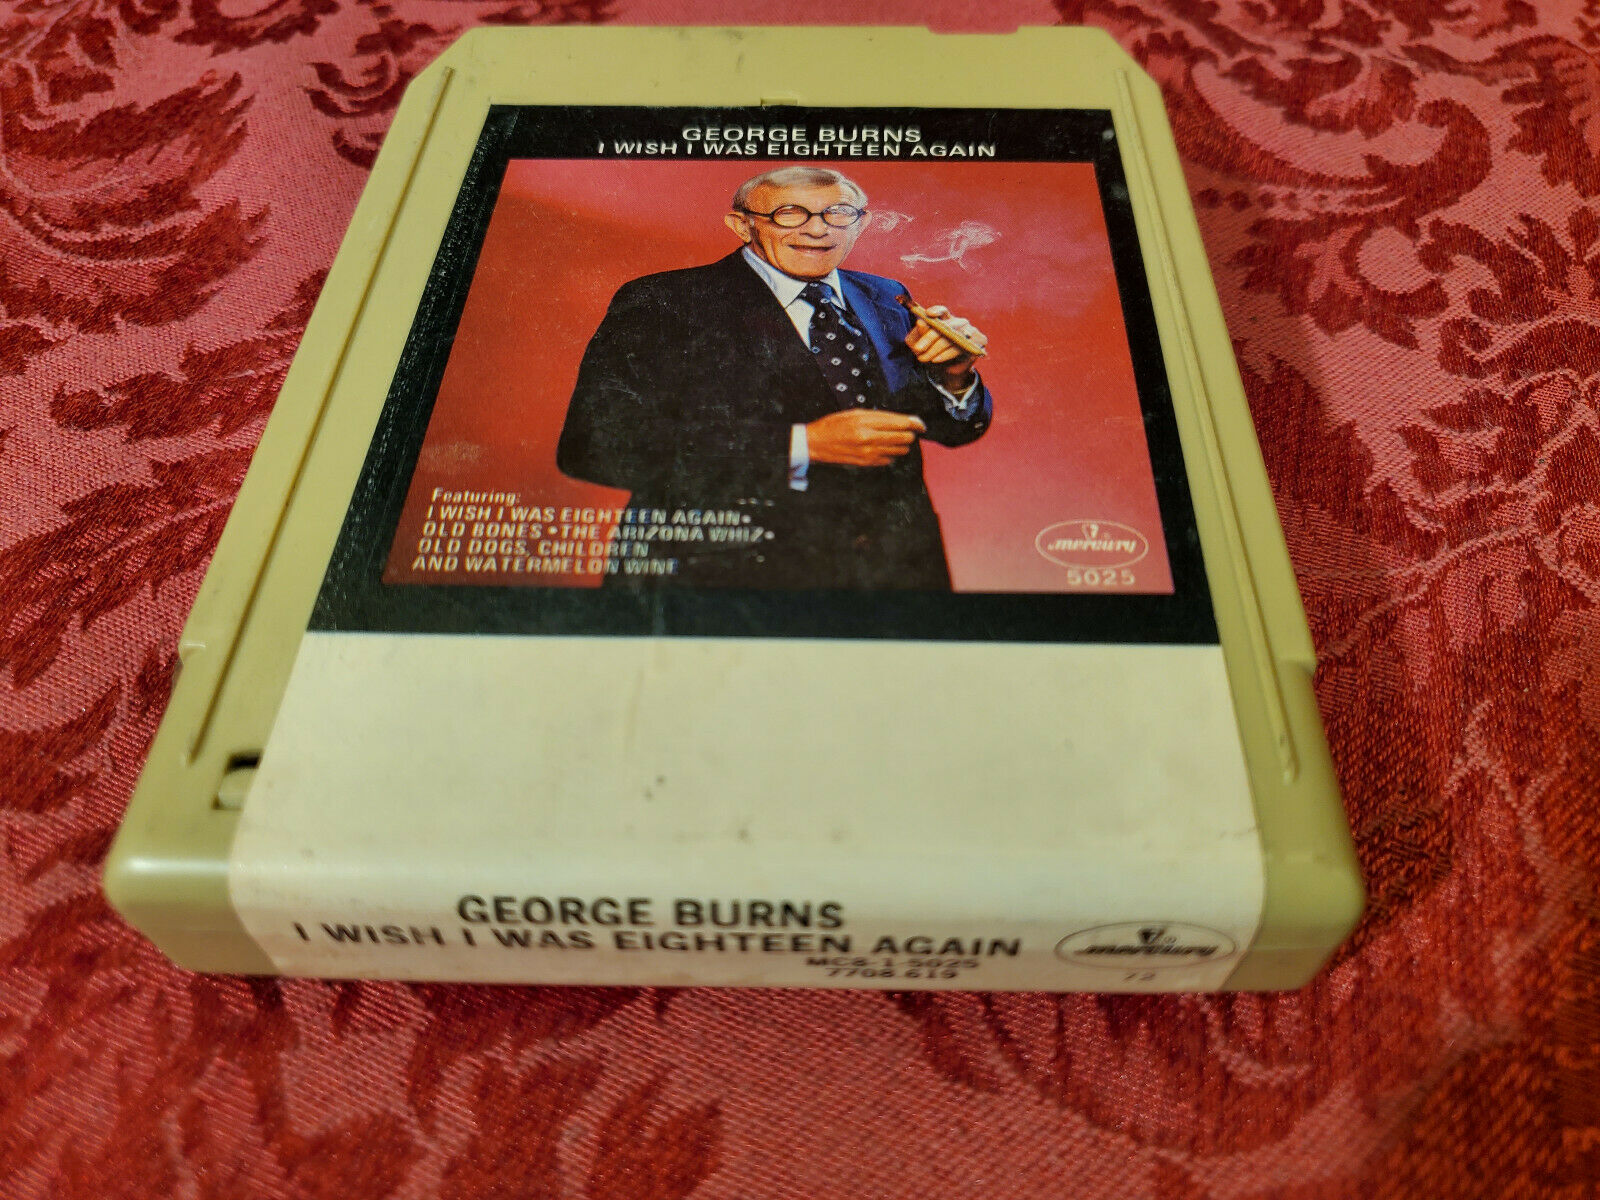 GEORGE BURNS
I WISH I WAS EIGHTEEN AGAIN
Featuring:
I WISH I WAS EIGHTEEN AGAIN•
OLD BONES • THE ARIZONA WHIZ•
OLD DOGS, CHILDREN
AND WATERMELON WINE
mercury
5025
GEORGE BURNS
I WISH I WAS EIGHTEEN AGAIN
MC8-1-5025
7708.619
mercury
72